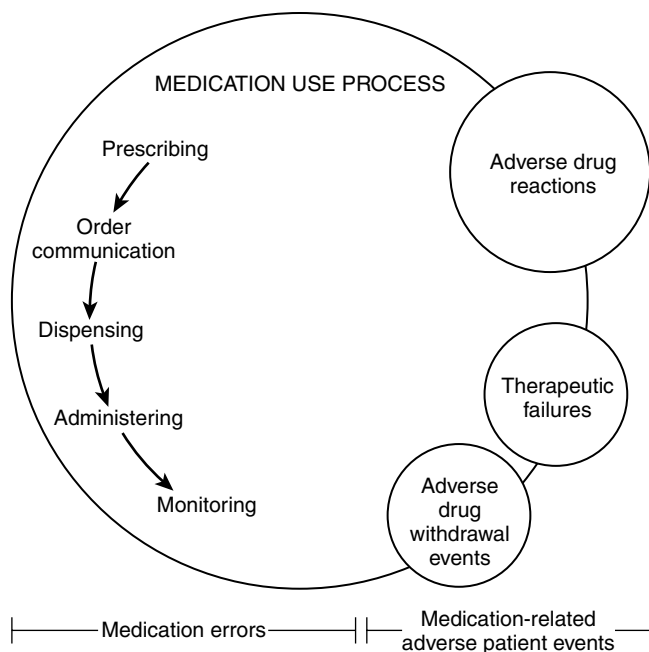 MEDICATION USE PROCESS
Prescribing
Order
communication
Dispensing
Administering
Monitoring
Adverse drug
reactions
Therapeutic
failures
Adverse
drug
withdrawal
events
Medication errors
Medication-related
adverse patient events